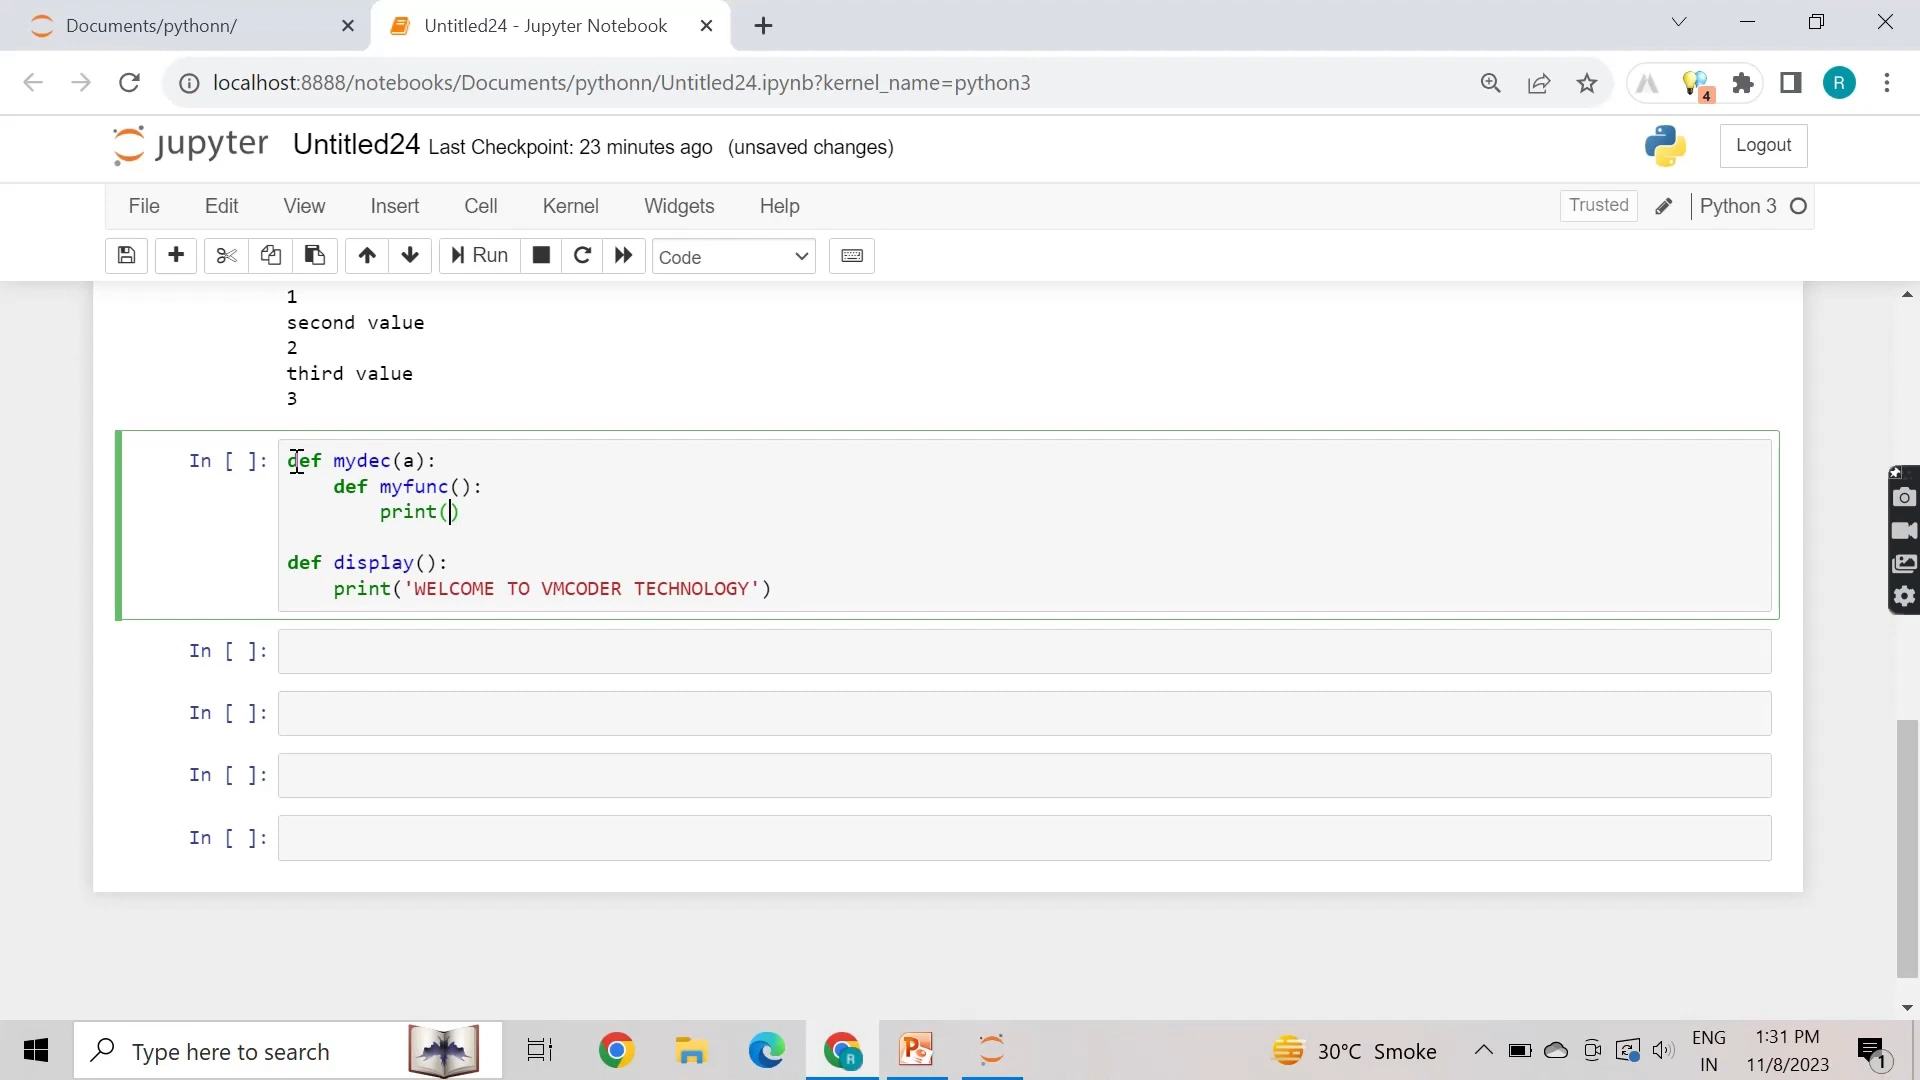 Documents/pythonn/
Untitled24 - Jupyter Notebook
localhost:8888/notebooks/Documents/pythonn/Untitled24.ipynb?kernel_name=python3
4
R
jupyter Untitled24 Last Checkpoint: 23 minutes ago (unsaved changes)
Logout
File Edit View Insert Cell Kernel Widgets Help
Trusted Python 3
Run Code
1
second value
2
third value
3
In [ ]: def mydec(a):
    def myfunc():
        print()
def display():
    print('WELCOME TO VMCODER TECHNOLOGY')
In [ ]:
In [ ]:
In [ ]:
In [ ]:
Type here to search
R
30°C Smoke
ENG
IN
1:31 PM
11/8/2023
1